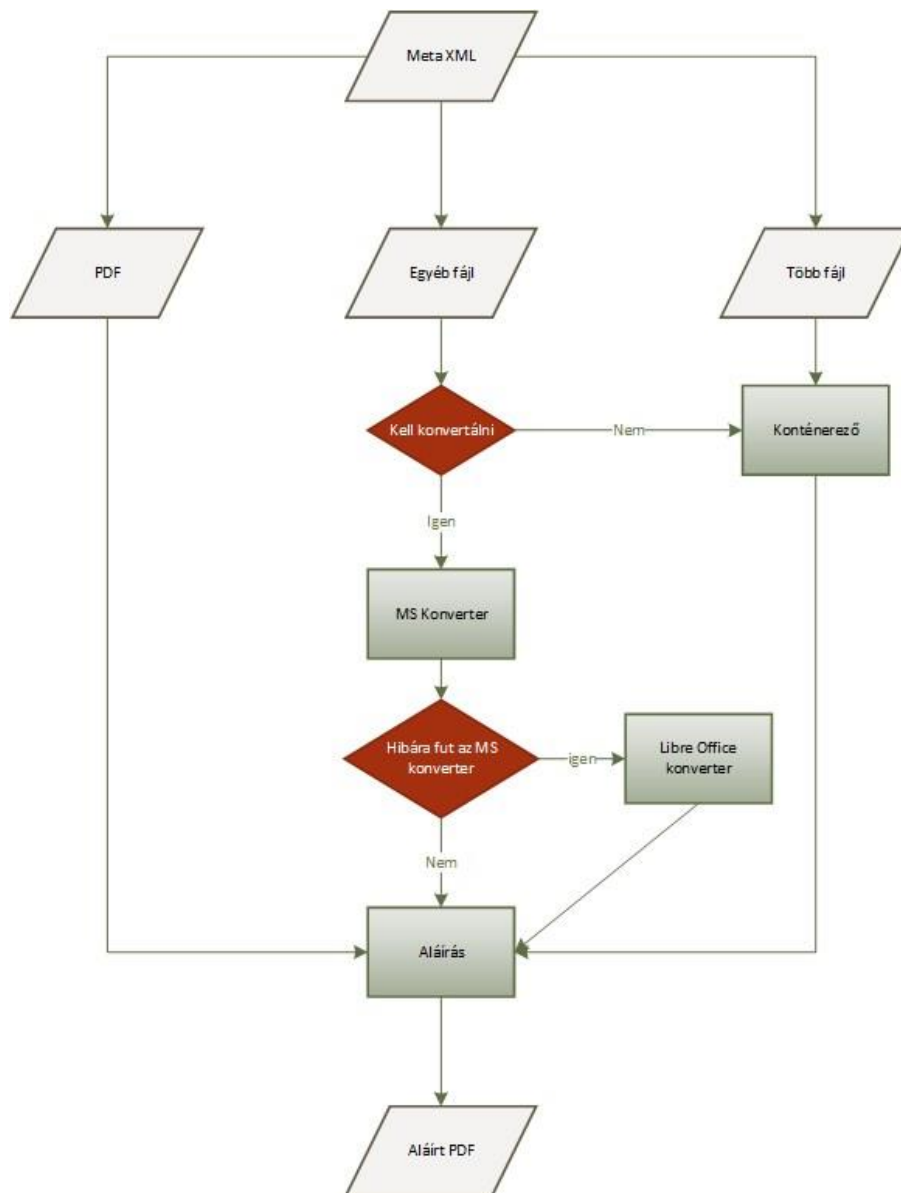 Meta XML
PDF
Egyéb fájl
Több fájl
Kell konvertálni
Nem
Konténerező
Igen
MS Konverter
Hibára fut az MS
konverter
igen
Libre Office
konverter
Nem
Aláírás
Aláírt PDF